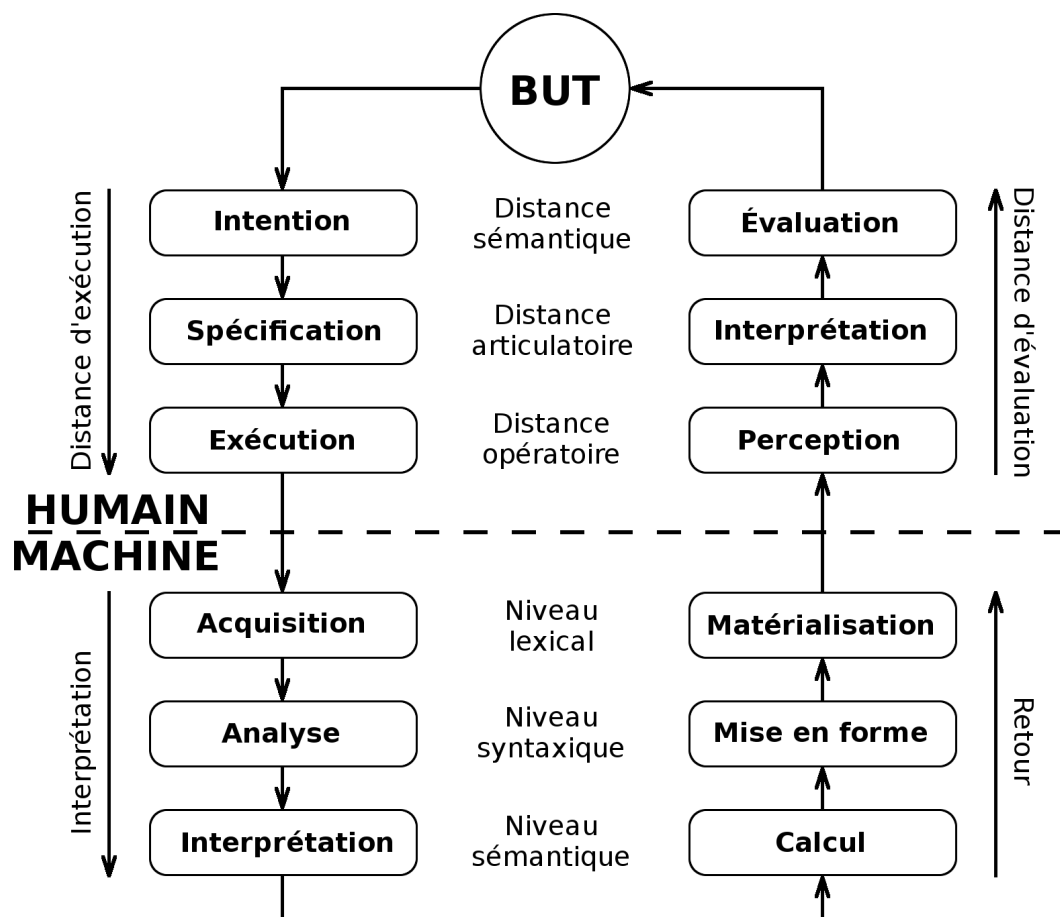 BUT
Distance d'exécution
Intention
Distance
sémantique
Évaluation
Distance d'évaluation
Spécification
Distance
articulatoire
Interprétation
Exécution
Distance
opératoire
Perception
HUMAIN
MACHINE
Interprétation
Acquisition
Niveau
lexical
Matérialisation
Retour
Analyse
Niveau
syntaxique
Mise en forme
Interprétation
Niveau
sémantique
Calcul